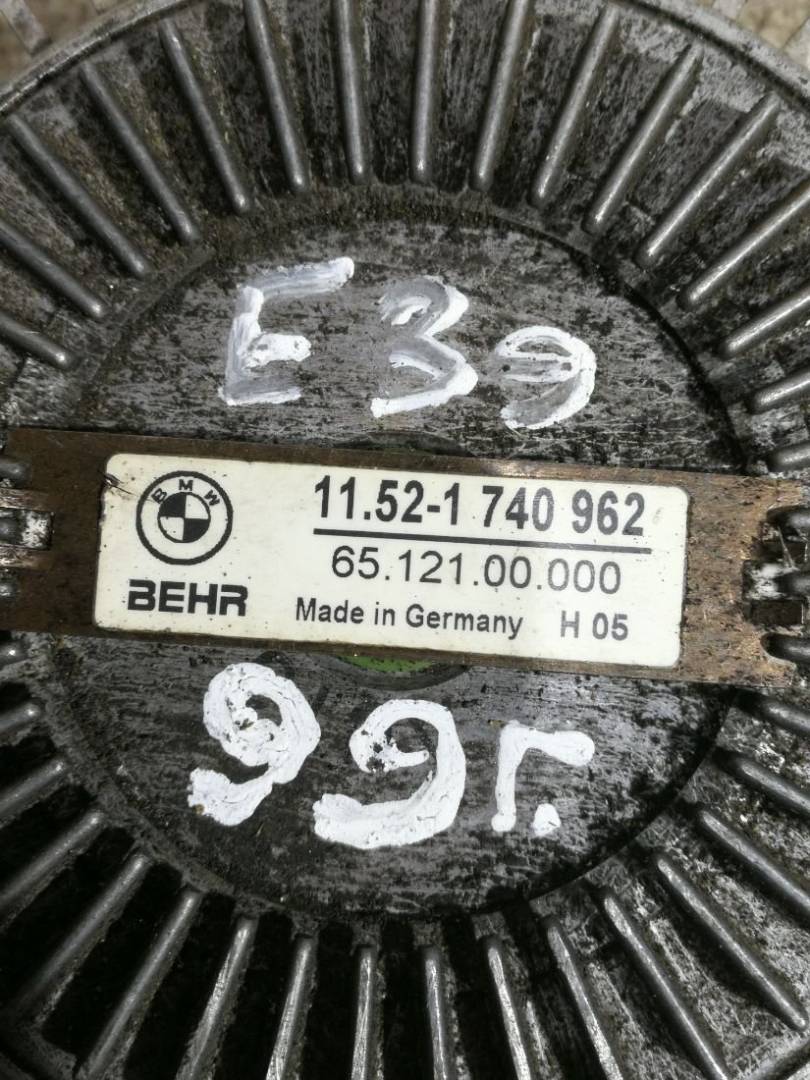 E39
BMW
11.52-1 740 962
65.121.00.000
BEHR
Made in Germany H 05
99г.